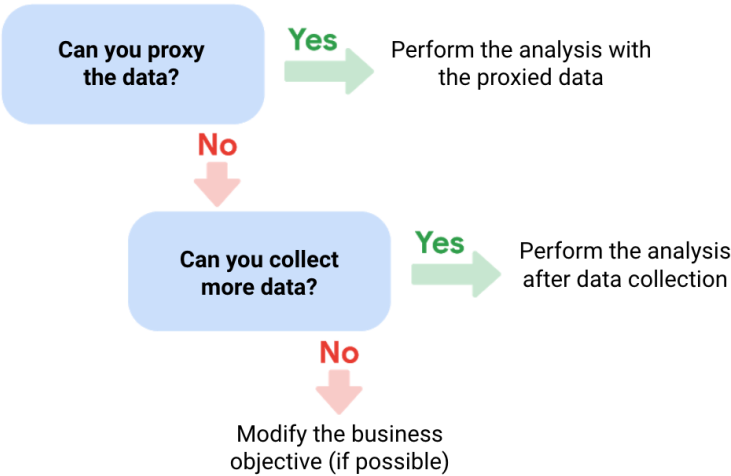 Can you proxy
the data?
Yes
Perform the analysis with
the proxied data
No
Can you collect
more data?
Yes
Perform the analysis
after data collection
No
Modify the business
objective (if possible)